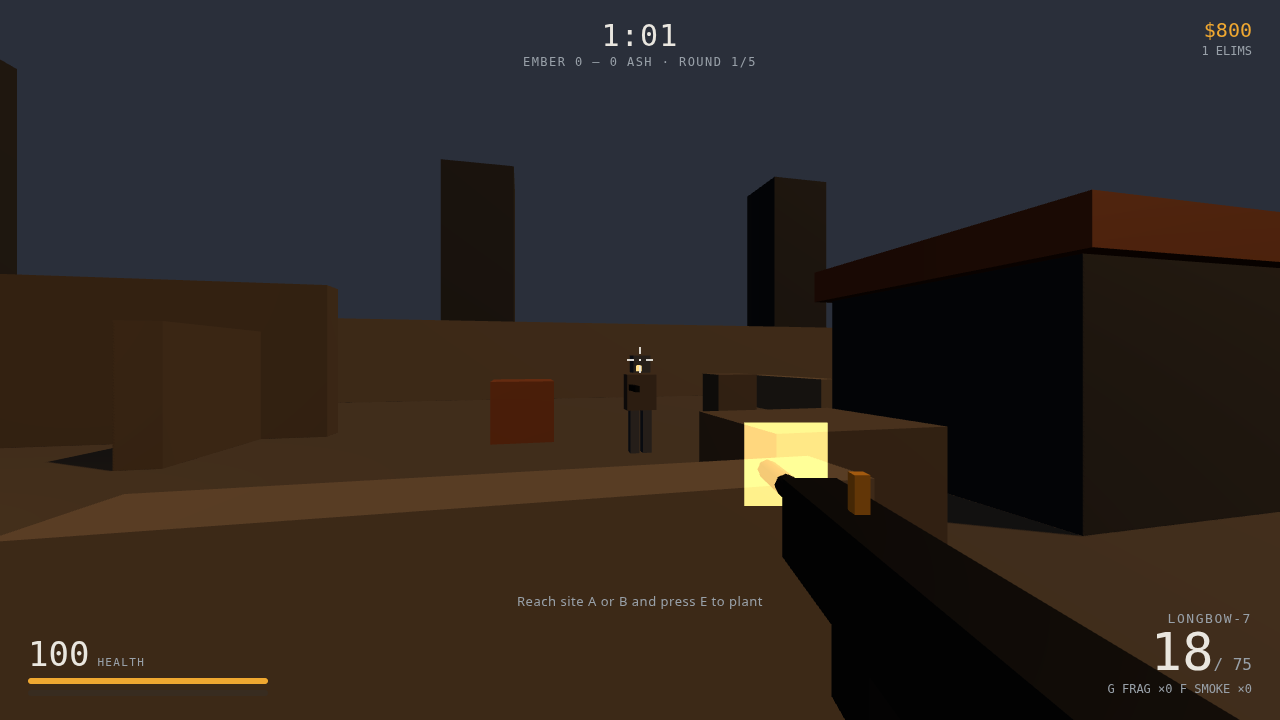 1:01
EMBER 0 — 0 ASH · ROUND 1/5
$800
1 ELIMS
Reach site A or B and press E to plant
100 HEALTH
LONGBOW-7
18 / 75
G FRAG ×0 F SMOKE ×0